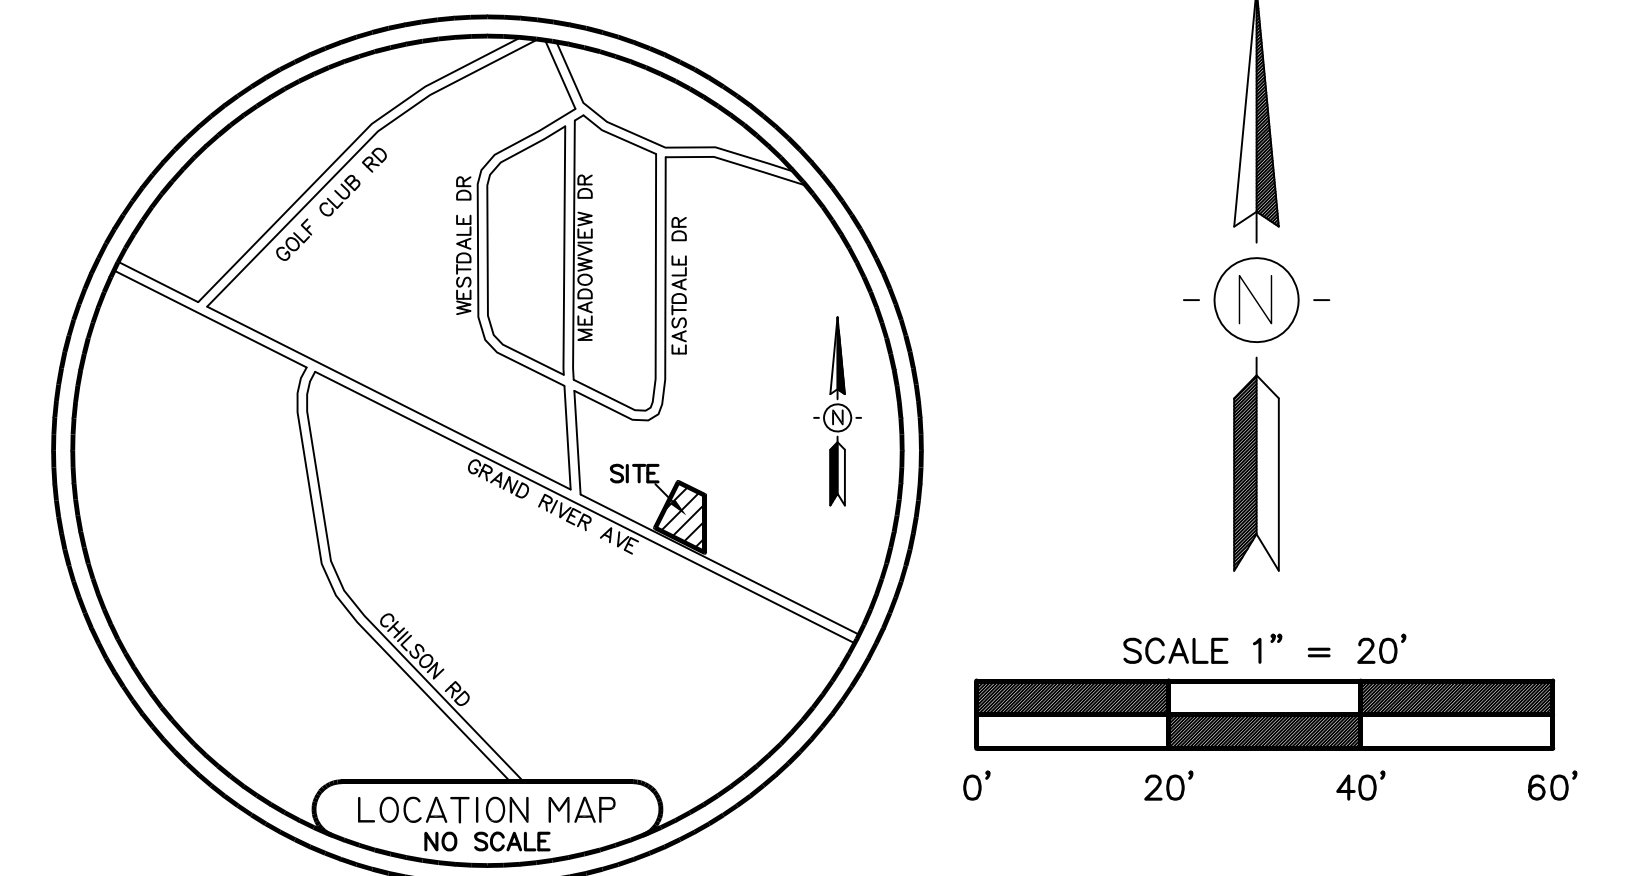 GOLF CLUB RD
WESTDALE DR
MEADOWVIEW DR
EASTDALE DR
N
SITE
GRAND RIVER AVE
CHILSON RD
LOCATION MAP
NO SCALE
N
SCALE 1" = 20'
0' 20' 40' 60'